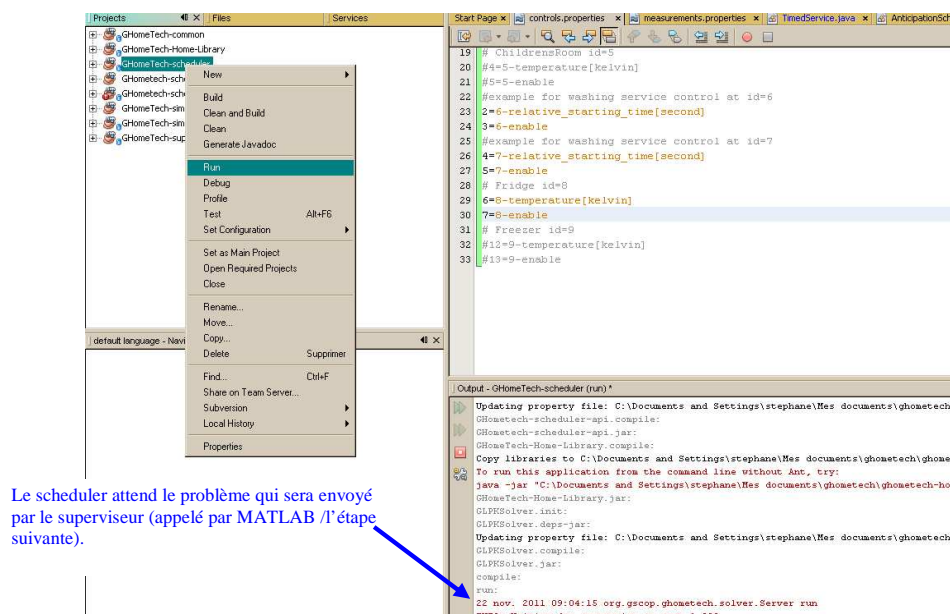 Projects
Files
Services
GHomeTech-common
GHomeTech-Home-Library
GHomeTech-scheduler
GHometech-sch
GHometech-sche
GHomeTech-sim
GHomeTech-sim
GHomeTech-sup
New
Build
Clean and Build
Clean
Generate Javadoc
Run
Debug
Profile
Test Alt+F6
Set Configuration
Set as Main Project
Open Required Projects
Close
Rename...
Move...
Copy...
Delete Supprimer
Find... Ctrl+F
Share on Team Server...
Subversion
Local History
Properties
default language - Navi
Start Page x controls.properties x measurements.properties x TimedService.java x AnticipationSch
19 # ChildrensRoom id=5
20 #4=5-temperature[kelvin]
21 #5=5-enable
22 #example for washing service control at id=6
23 2=6-relative_starting_time[second]
24 3=6-enable
25 #example for washing service control at id=7
26 4=7-relative_starting_time[second]
27 5=7-enable
28 # Fridge id=8
29 6=8-temperature[kelvin]
30 7=8-enable
31 # Freezer id=9
32 #12=9-temperature[kelvin]
33 #13=9-enable
Output - GHomeTech-scheduler (run) *
Updating property file: C:\Documents and Settings\stephane\Mes documents\ghometech
GHometech-scheduler-api.compile:
GHometech-scheduler-api.jar:
GHomeTech-Home-Library.compile:
Copy libraries to C:\Documents and Settings\stephane\Mes documents\ghometech\ghome
To run this application from the command line without Ant, try:
java -jar "C:\Documents and Settings\stephane\Mes documents\ghometech\ghometech-ho
GHomeTech-Home-Library.jar:
GLPKSolver.init:
GLPKSolver.deps-jar:
Updating property file: C:\Documents and Settings\stephane\Mes documents\ghometech
GLPKSolver.compile:
GLPKSolver.jar:
compile:
run:
22 nov. 2011 09:04:15 org.gscop.ghometech.solver.Server run
Le scheduler attend le problème qui sera envoyé
par le superviseur (appelé par MATLAB /l'étape
suivante).